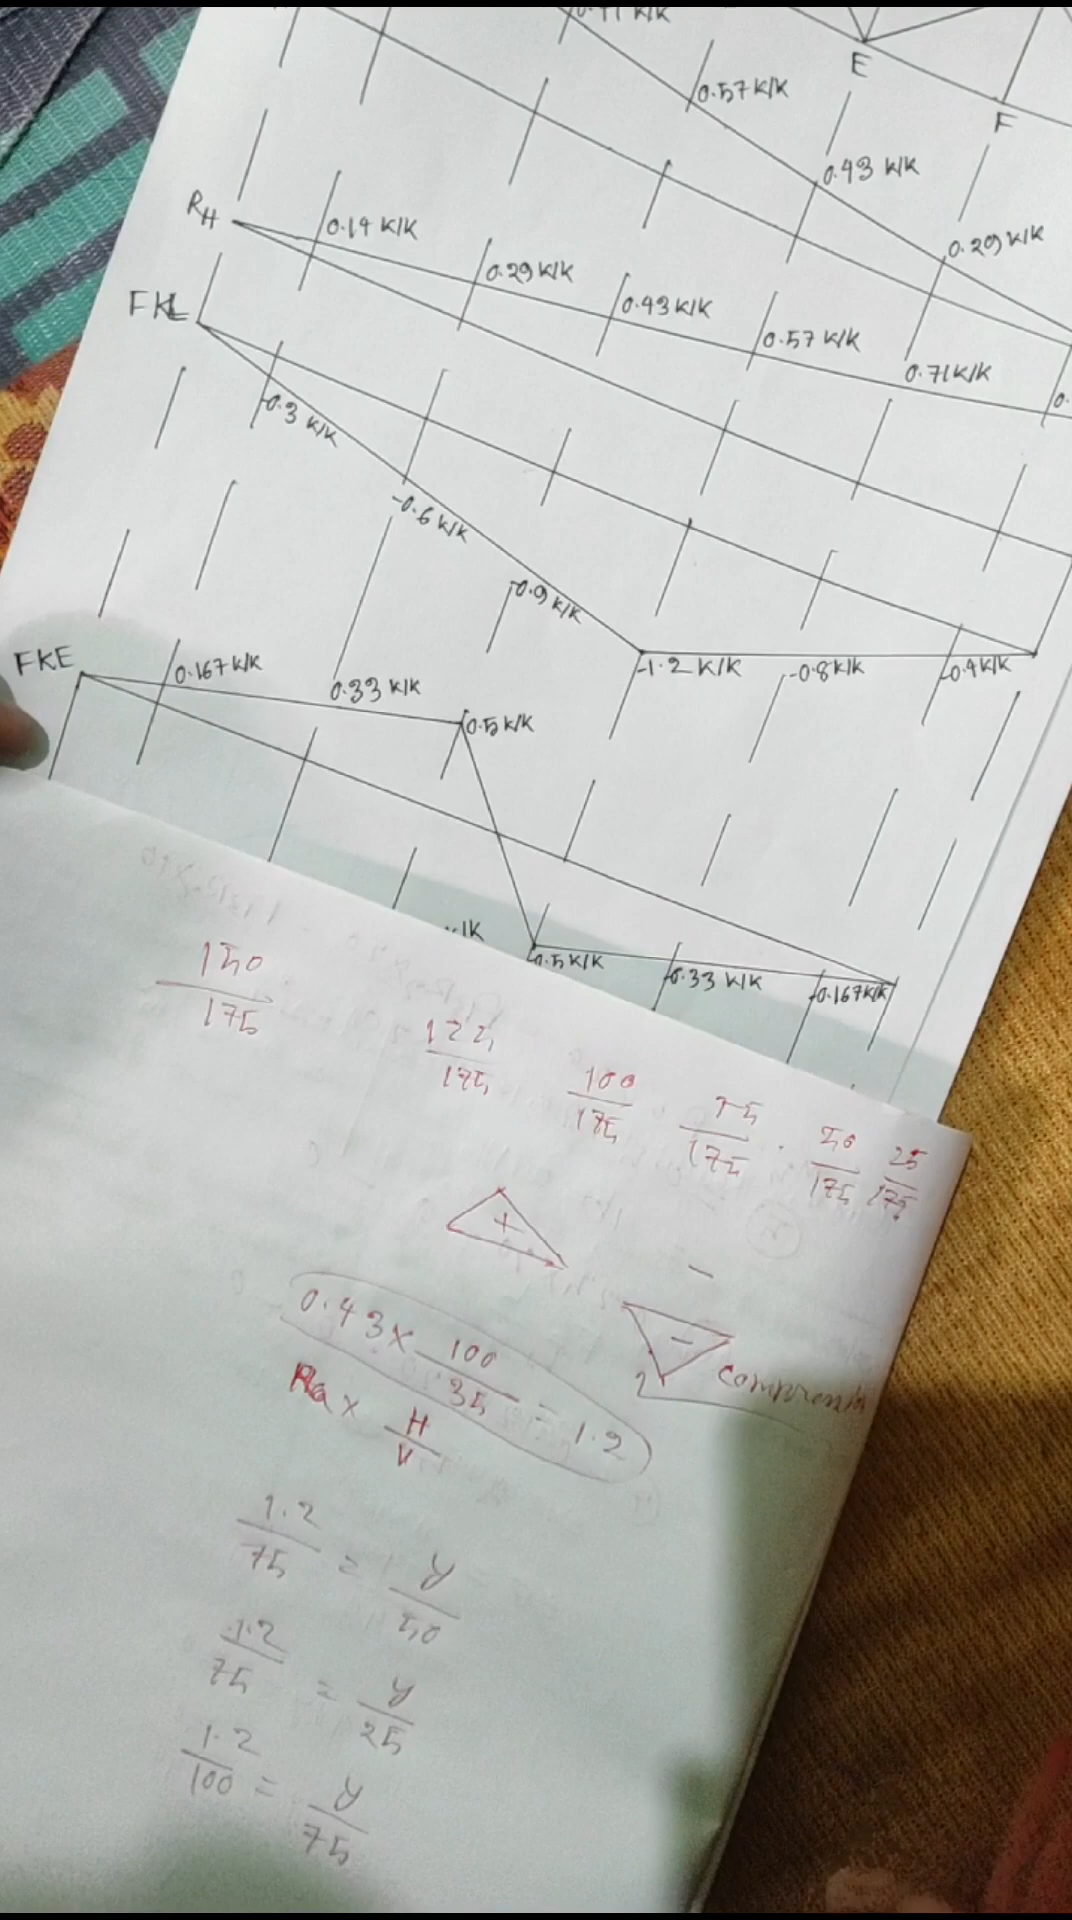 E
0.57 K/K
F
0.43 K/K
0.29 K/K
RH
0.14 K/K
0.29 K/K
0.43 K/K
0.57 K/K
0.71 K/K
0.
FKL
-0.3 K/K
-0.6 K/K
-0.9 K/K
-1.2 K/K
-0.8 K/K
-0.4 K/K
FKE
0.167 K/K
0.33 K/K
0.5 K/K
K/K
-0.5 K/K
-0.33 K/K
-0.167 K/K
150/175
125/175
100/175
75/175
50/175
25/175
+
-
-
0.43 × 100/35 = 1.2
Ra × H/V
1.2/75 = y/50
1.2/75 = y/25
1.2/100 = y/75